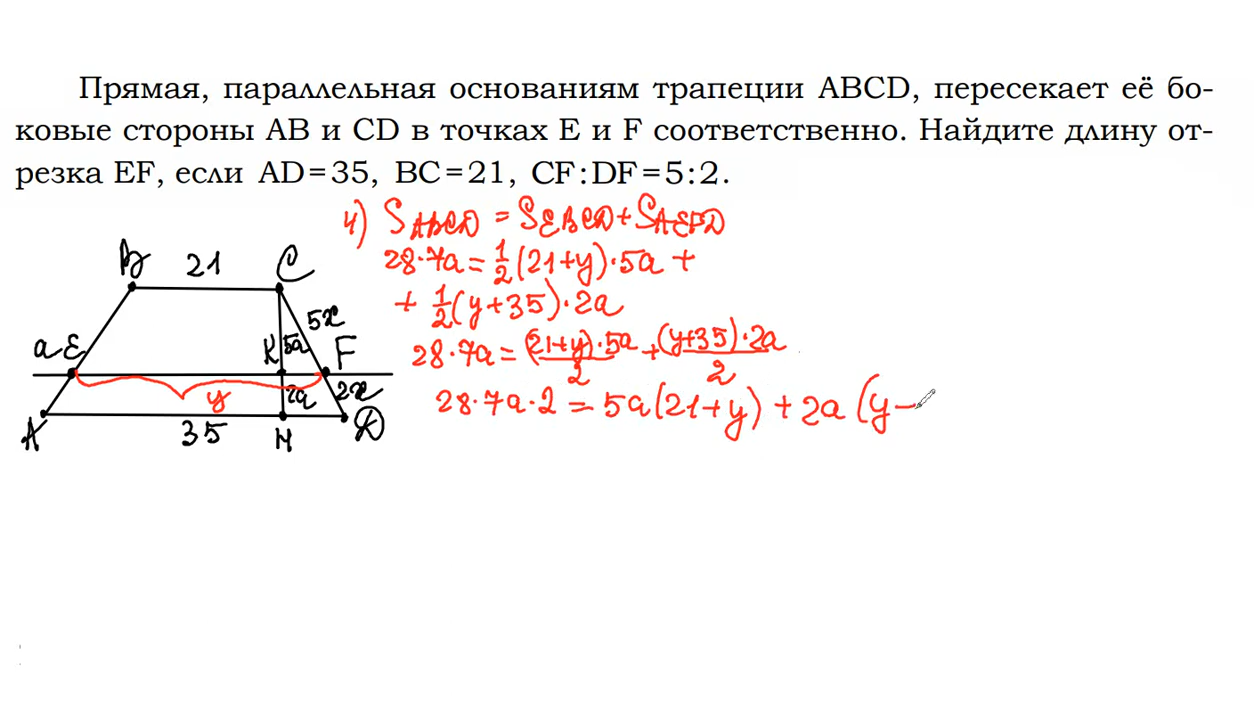 Прямая, параллельная основаниям трапеции ABCD, пересекает её бо-
ковые стороны AB и CD в точках E и F соответственно. Найдите длину от-
резка EF, если AD=35, BC=21, CF:DF=5:2.
4) S ABCD = S EBCD + S AEFD
28·7a = 1/2 (21+y)·5a +
+ 1/2 (y+35)·2a
28·7a = (21+y)·5a/2 + (y+35)·2a/2
28·7a·2 = 5a(21+y) + 2a(y–
B 21 C
5x
a E K 5a F
y 2a 2x
A 35 H D